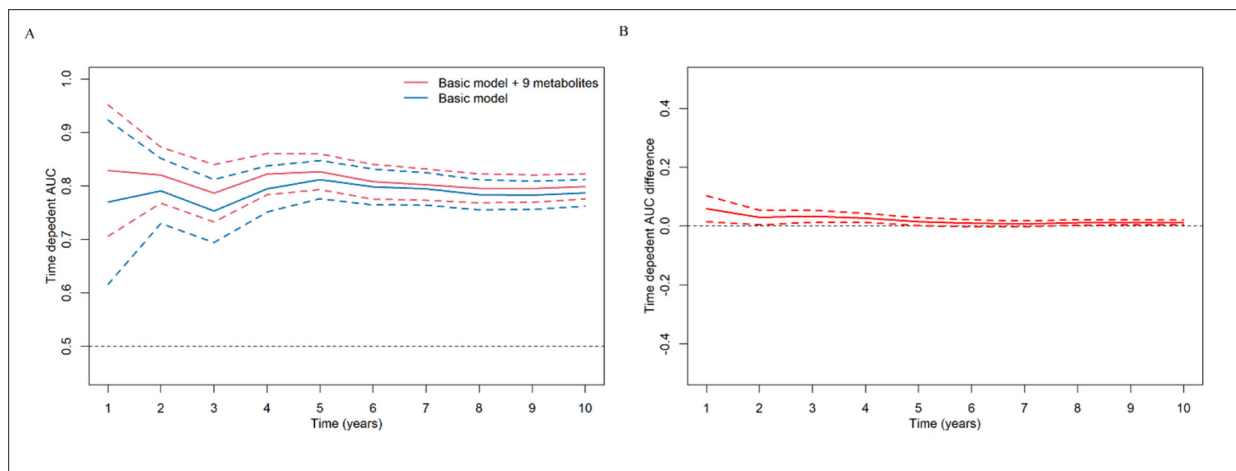 A
Time depedent AUC
1.0
0.9
0.8
0.7
0.6
0.5
Basic model + 9 metabolites
Basic model
1 2 3 4 5 6 7 8 9 10
Time (years)
B
Time depedent AUC difference
0.4
0.2
0.0
-0.2
-0.4
1 2 3 4 5 6 7 8 9 10
Time (years)